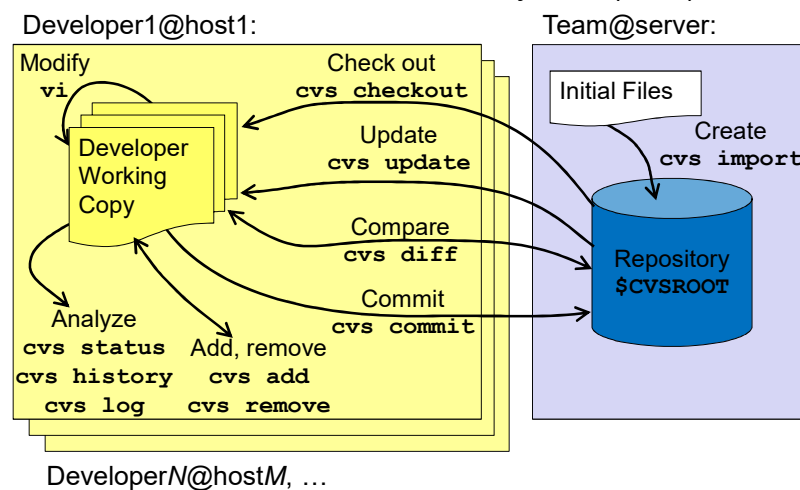 Developer1@host1:
Team@server:
Modify
vi
Check out
cvs checkout
Initial Files
Developer
Working
Copy
Update
cvs update
Create
cvs import
Compare
cvs diff
Repository
$CVSROOT
Commit
cvs commit
Analyze
cvs status
cvs history
cvs log
Add, remove
cvs add
cvs remove
DeveloperN@hostM, …